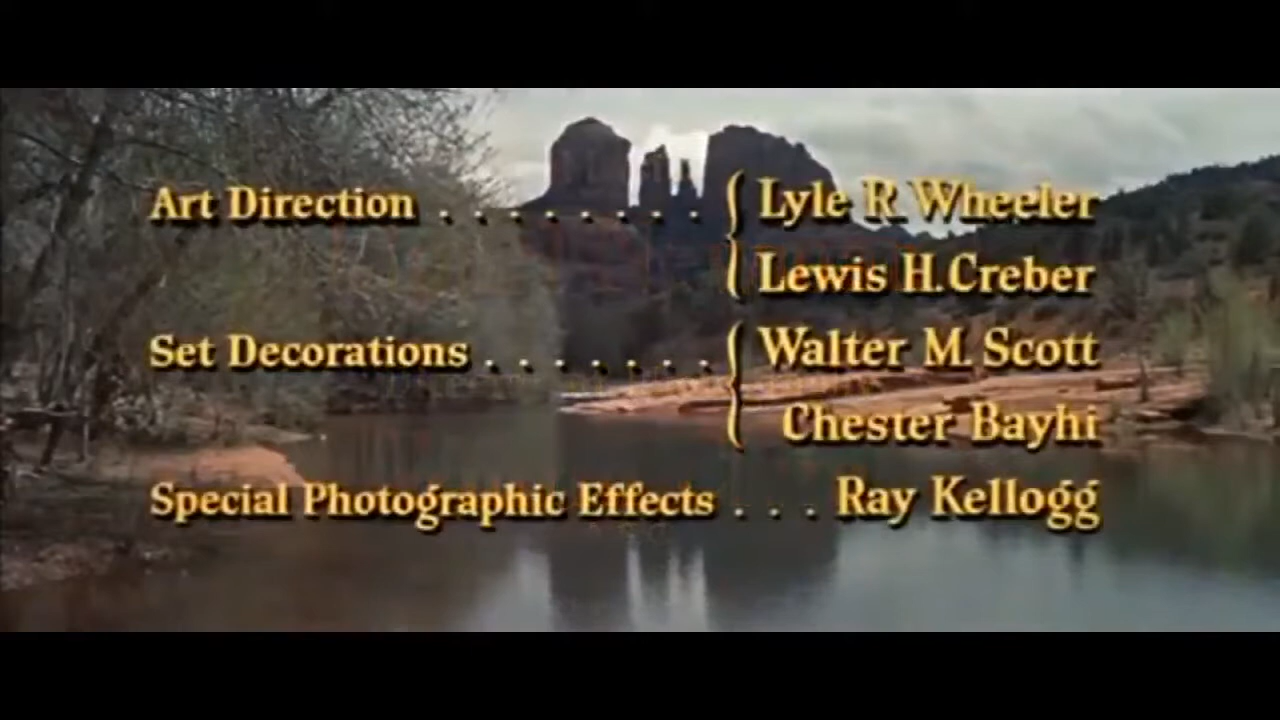 Art Direction . . . . . . . . { Lyle R. Wheeler
{ Lewis H. Creber
Set Decorations . . . . . . . { Walter M. Scott
{ Chester Bayhi
Special Photographic Effects . . . Ray Kellogg